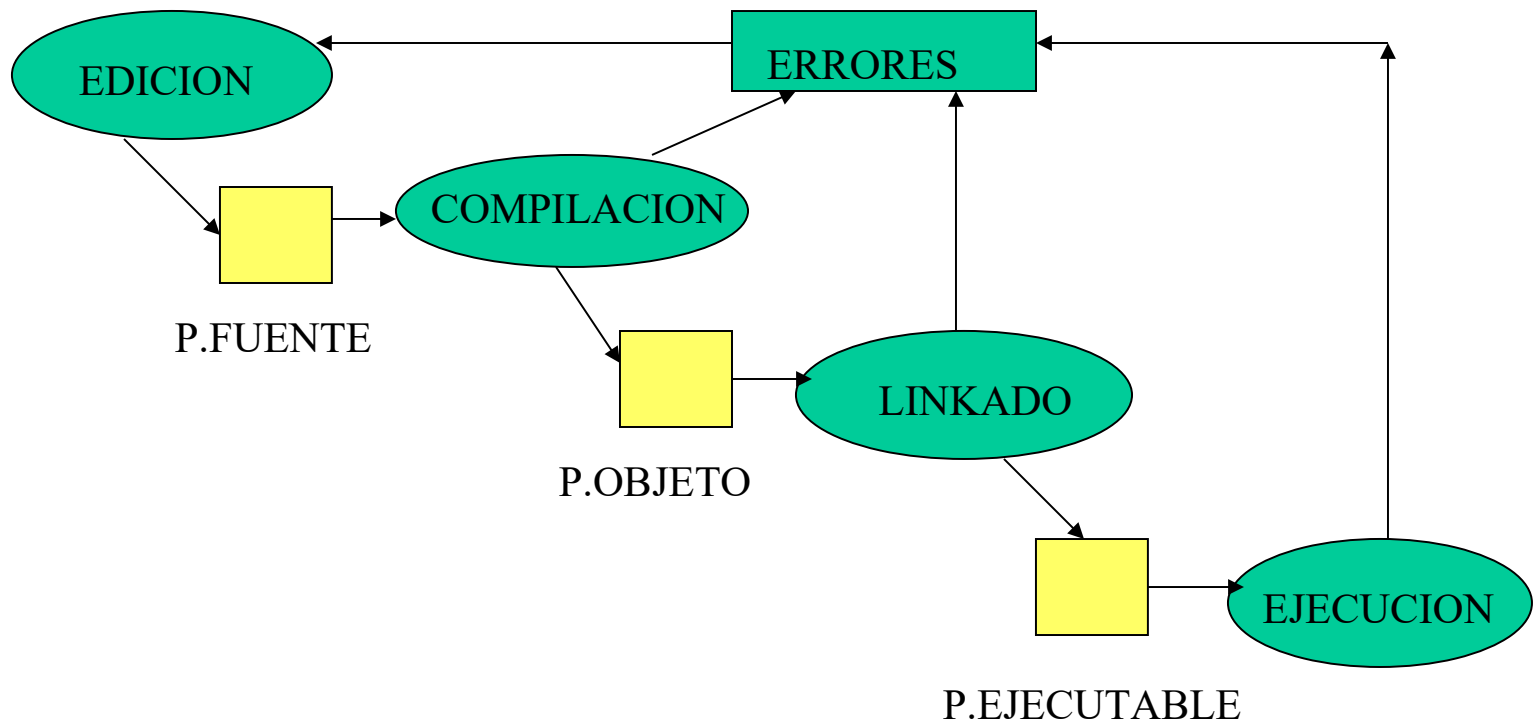 EDICION
ERRORES
COMPILACION
P.FUENTE
LINKADO
P.OBJETO
EJECUCION
P.EJECUTABLE